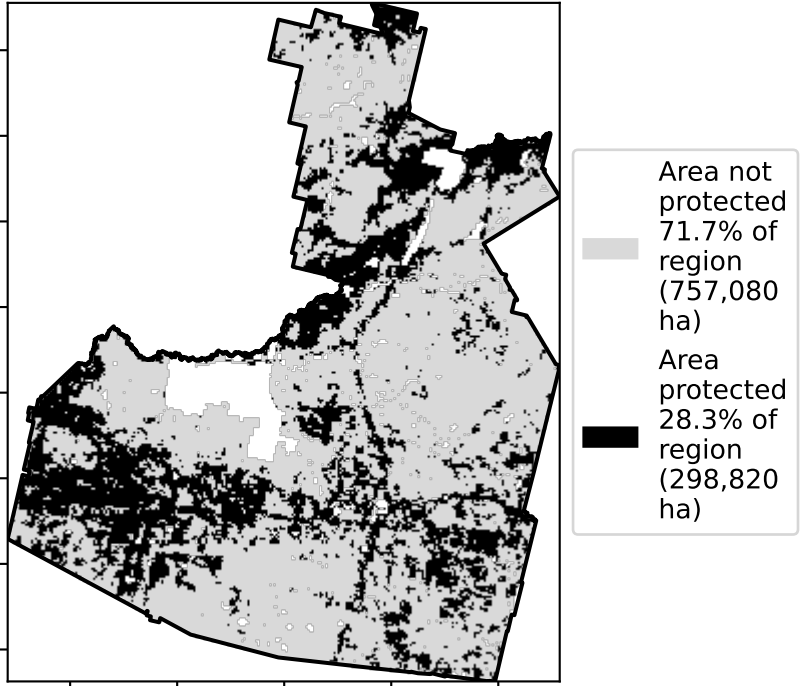 Area not
protected
71.7% of
region
(757,080
ha)
Area
protected
28.3% of
region
(298,820
ha)